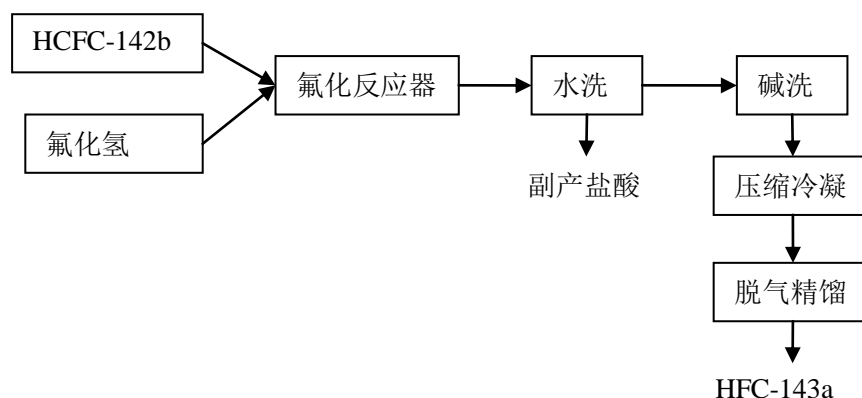 HCFC-142b
氟化氢
氟化反应器
水洗
碱洗
副产盐酸
压缩冷凝
脱气精馏
HFC-143a